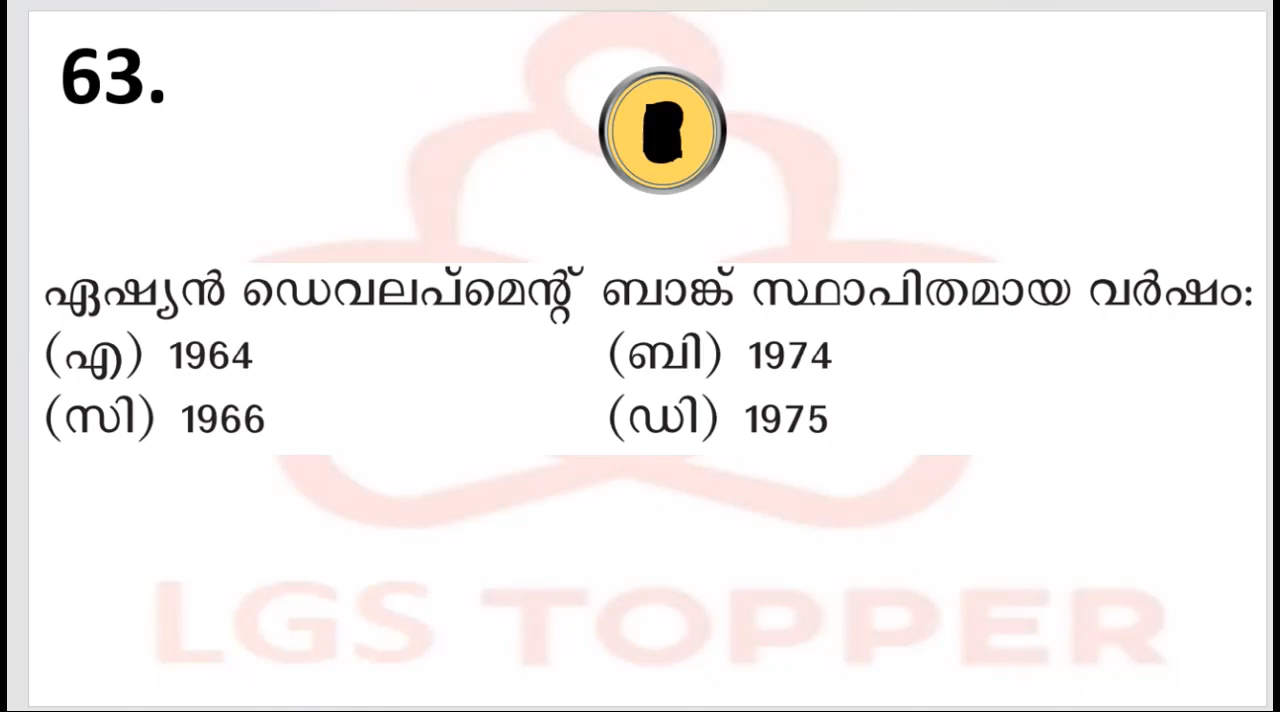 63.
ഏഷ്യൻ ഡെവലപ്മെന്റ് ബാങ്ക് സ്ഥാപിതമായ വർഷം:
(എ) 1964 (ബി) 1974
(സി) 1966 (ഡി) 1975
LGS TOPPER